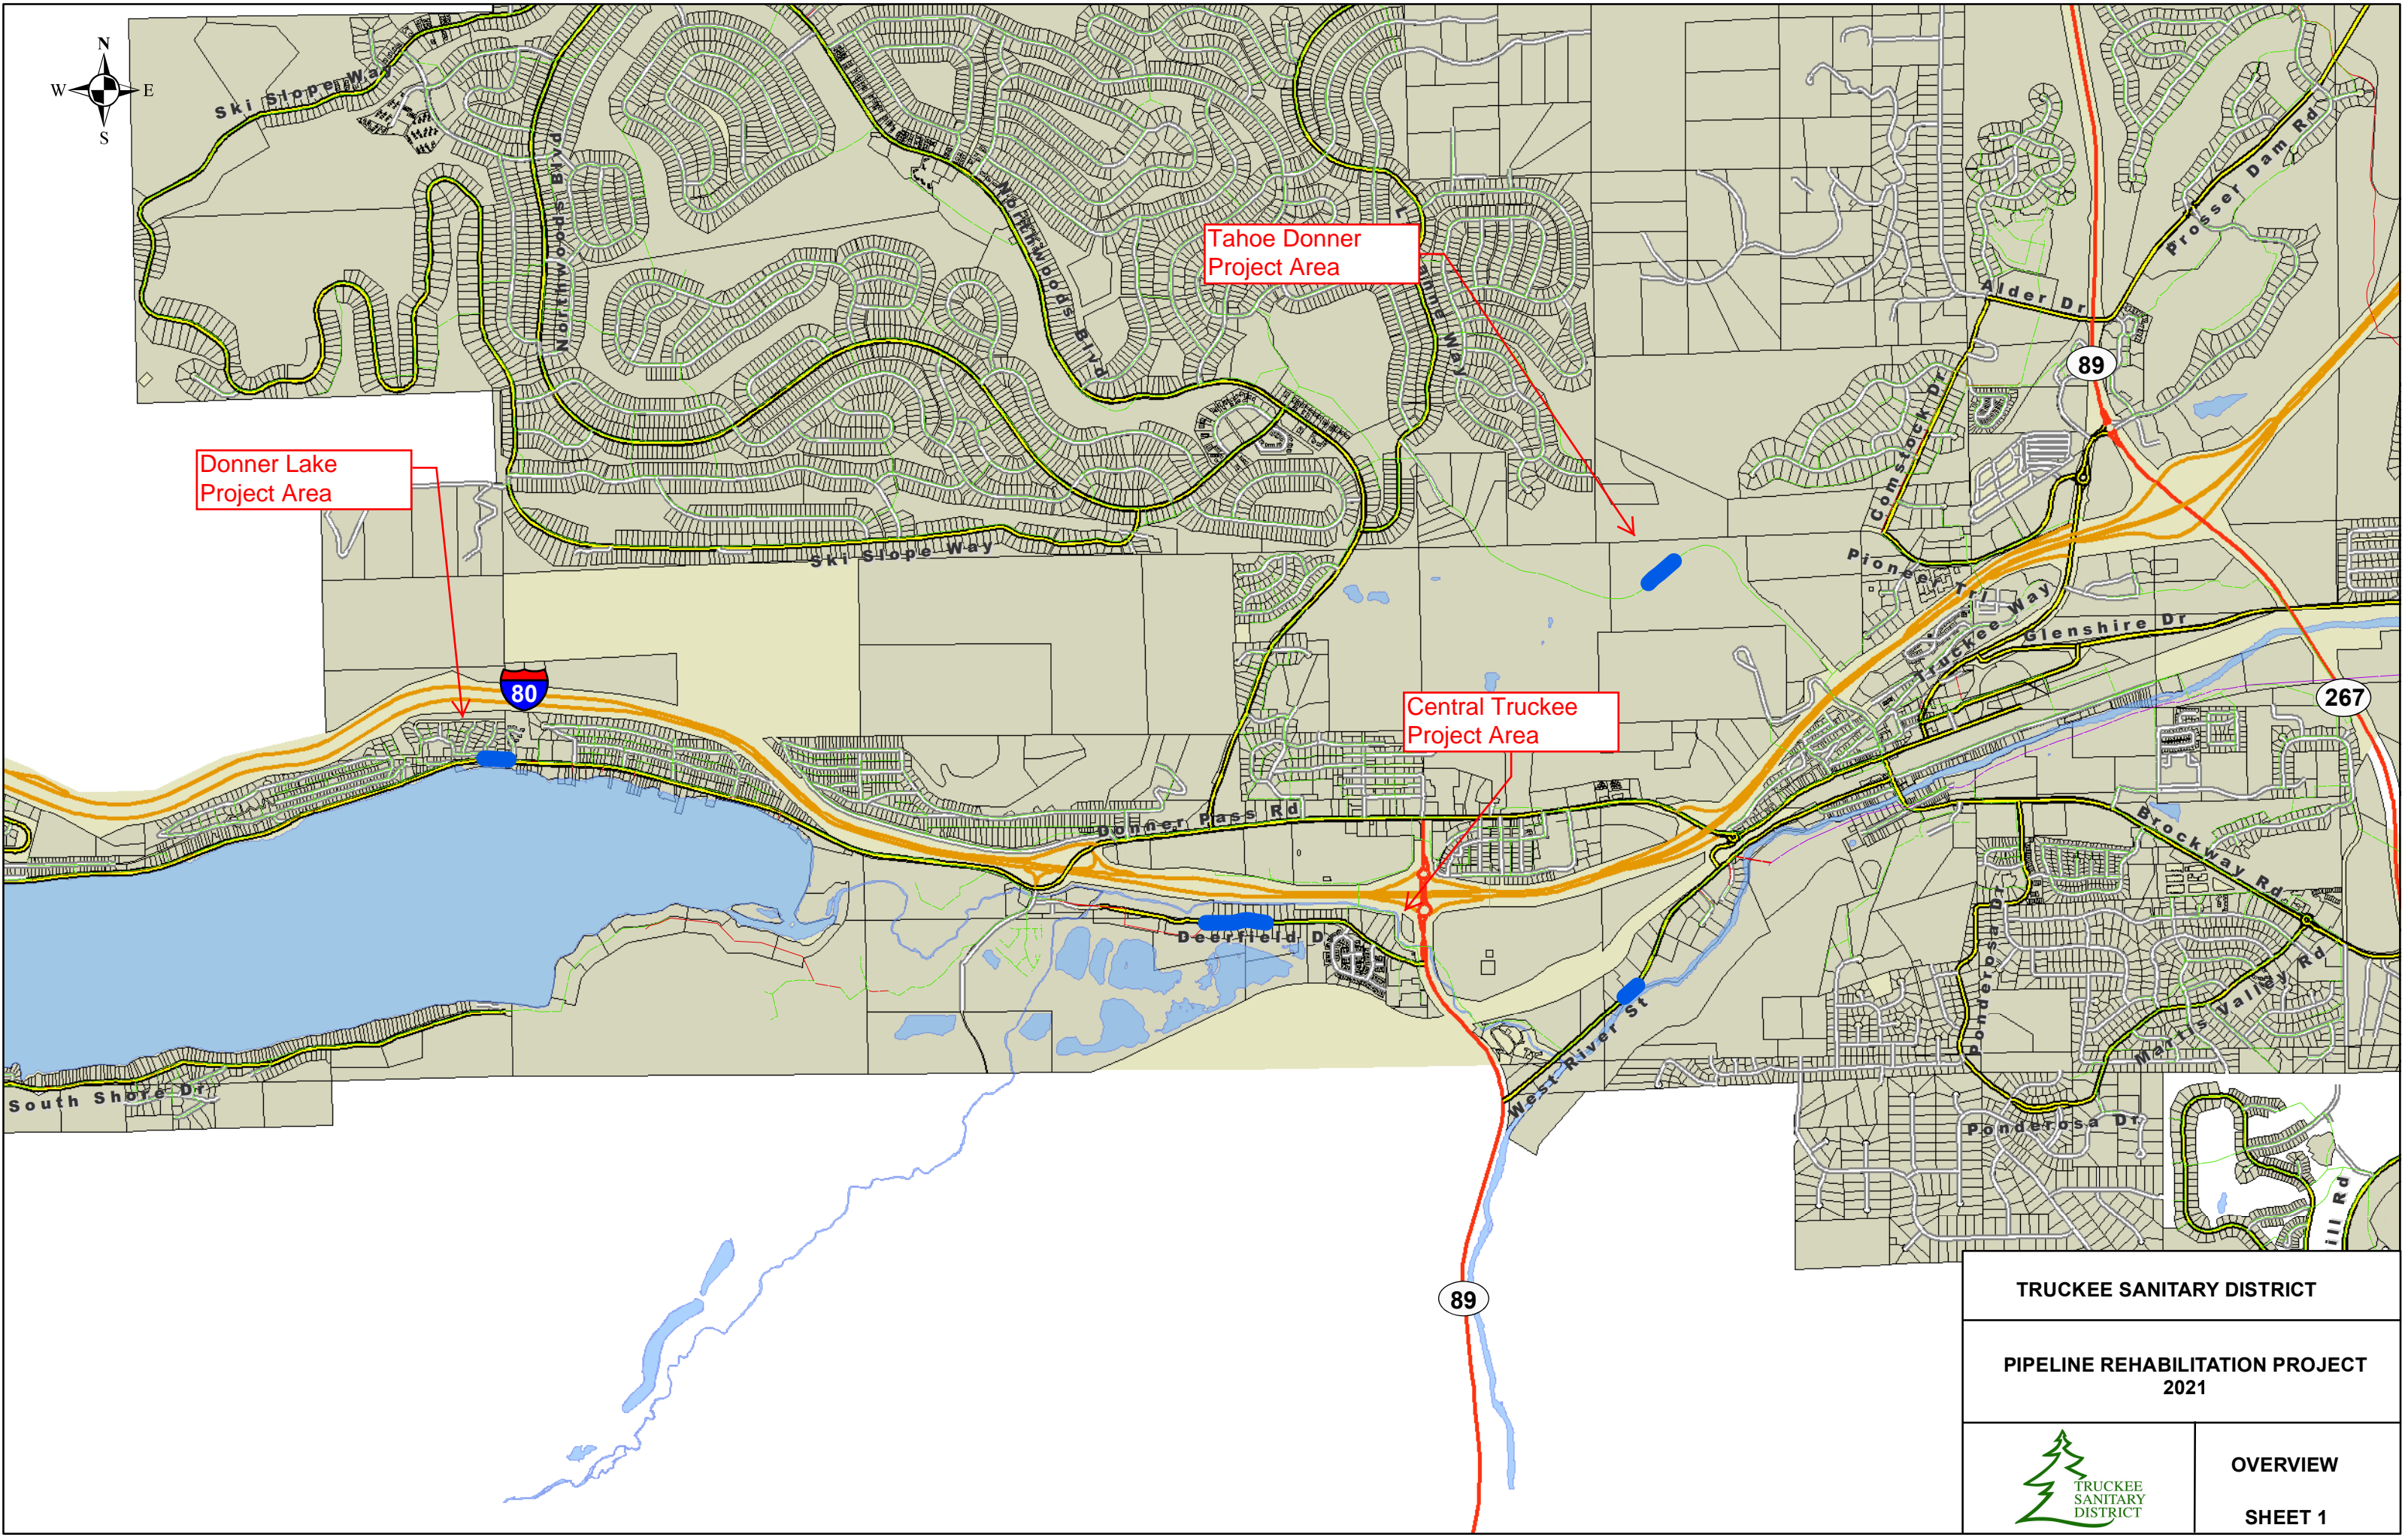 N
W E
S
Ski Slope Way
Northwoods Blvd
Northwoods Blvd
Tahoe Donner
Project Area
Prosser Dam Rd
Alder Dr
89
Comstock Dr
Donner Lake
Project Area
Ski Slope Way
Pioneer Trl
Truckee Way
Glenshire Dr
80
267
Central Truckee
Project Area
Donner Pass Rd
Brockway Rd
Deerfield Dr
Ponderosa Dr
Martis Valley Rd
West River St
South Shore Dr
Ponderosa Dr
Rd
89
TRUCKEE SANITARY DISTRICT
PIPELINE REHABILITATION PROJECT
2021
TRUCKEE
SANITARY
DISTRICT
OVERVIEW
SHEET 1